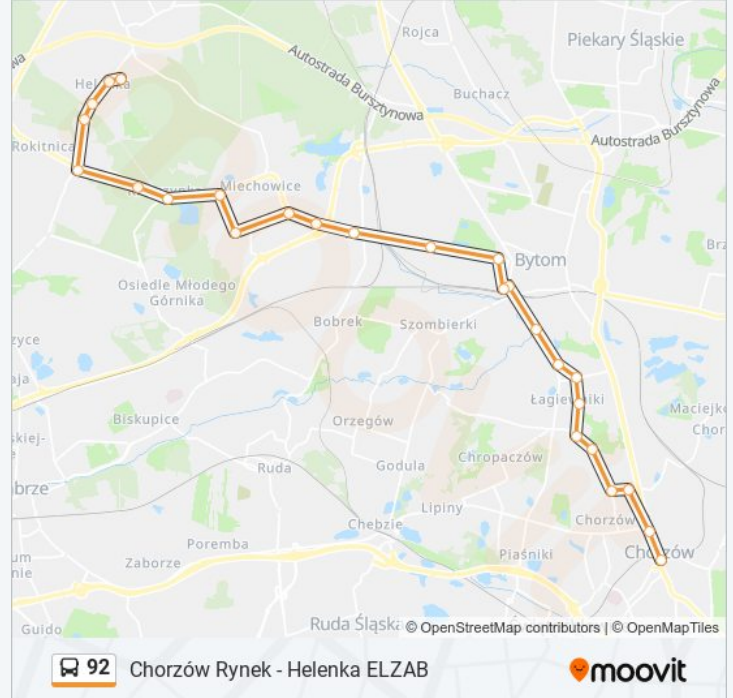 Rojca
Piekary Śląskie
Autostrada Bursztynowa
Buchacz
Autostrada Bursztynowa
Rokitnica
Miechowice
Bytom
Osiedle Młodego
Górnika
Bobrek
Szombierki
Łagiewniki
Maciejk
Chor
Biskupice
Orzegów
Ruda
Godula
Chropaczów
Lipiny
Chorzów
Chebzie
Chorzów
Poremba
Piaśniki
Zaborze
Guido
Ruda Śląska
© OpenStreetMap contributors | © OpenMapTiles
92
Chorzów Rynek - Helenka ELZAB
moovit